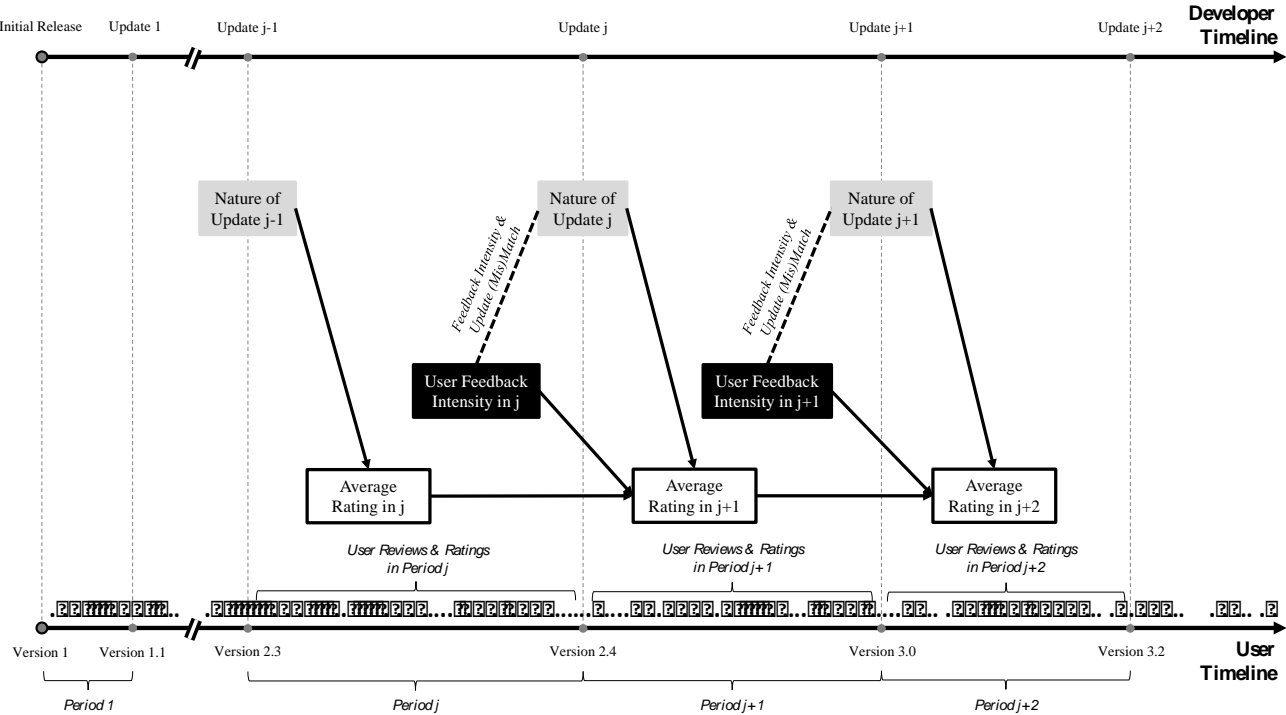 Initial Release
Update 1
Update j-1
Update j
Update j+1
Update j+2
Developer
Timeline
Nature of
Update j-1
Nature of
Update j
Nature of
Update j+1
Feedback Intensity &
Update (Mis)Match
Feedback Intensity &
Update (Mis)Match
User Feedback
Intensity in j
User Feedback
Intensity in j+1
Average
Rating in j
Average
Rating in j+1
Average
Rating in j+2
User Reviews & Ratings
in Period j
User Reviews & Ratings
in Period j+1
User Reviews & Ratings
in Period j+2
Version 1
Version 1.1
Version 2.3
Version 2.4
Version 3.0
Version 3.2
User
Timeline
Period 1
Period j
Period j+1
Period j+2